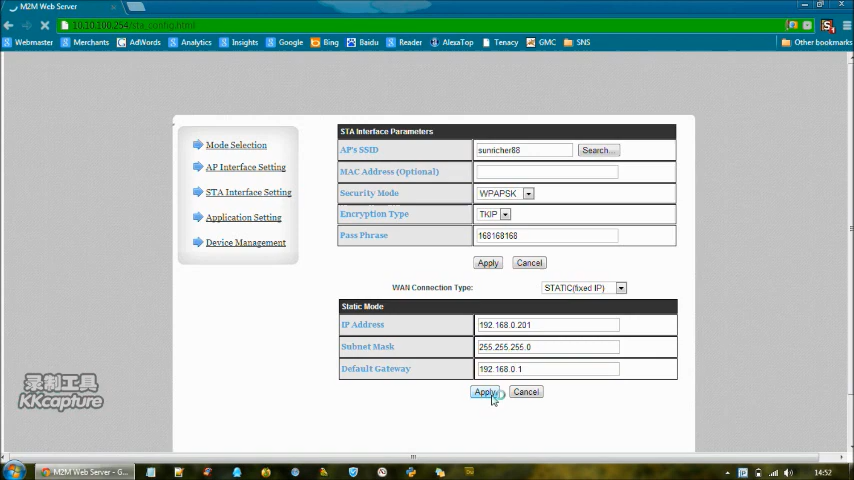 M2M Web Server
10.10.100.254/sta_config.html
Webmaster Merchants AdWords Analytics Insights Google Bing Baidu Reader AlexaTop Tenacy GMC SNS Other bookmarks
Mode Selection
AP Interface Setting
STA Interface Setting
Application Setting
Device Management
STA Interface Parameters
AP's SSID sunricher88 Search...
MAC Address (Optional)
Security Mode WPAPSK
Encryption Type TKIP
Pass Phrase 168168168
Apply Cancel
WAN Connection Type: STATIC(fixed IP)
Static Mode
IP Address 192.168.0.201
Subnet Mask 255.255.255.0
Default Gateway 192.168.0.1
Apply Cancel
录制工具
KKcapture
M2M Web Server - G...
14:52